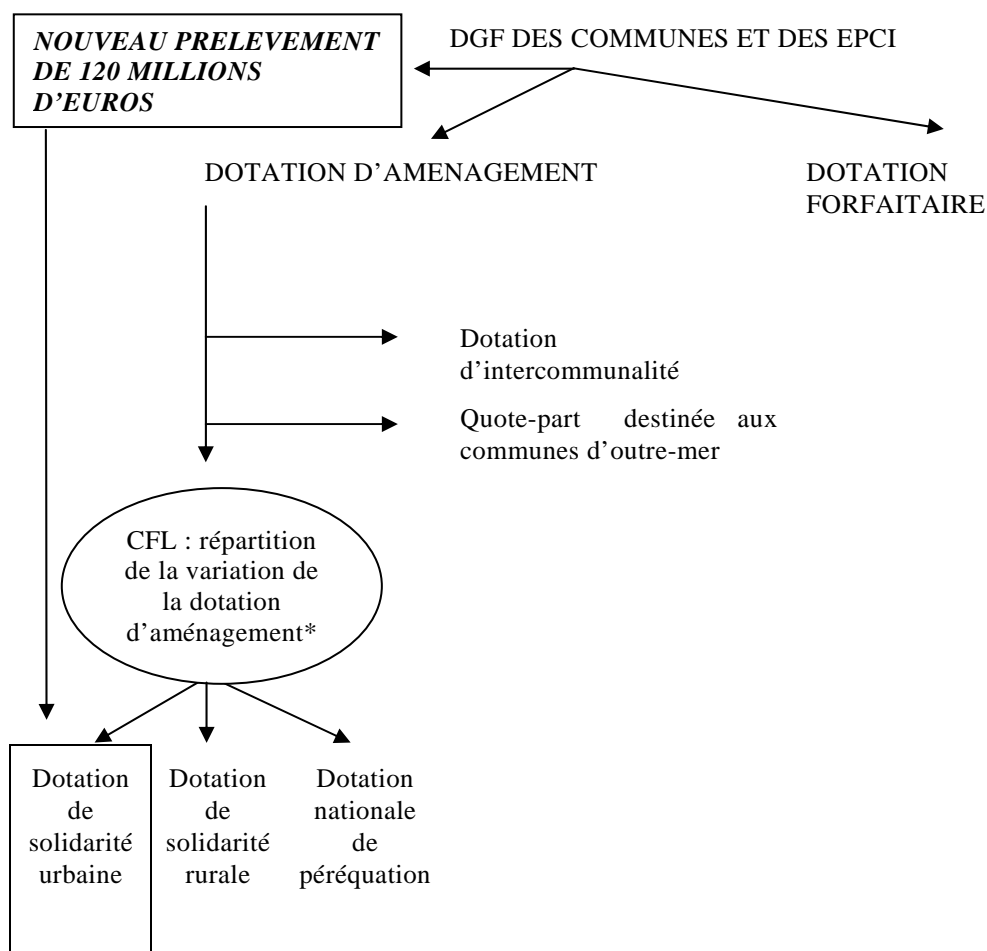 NOUVEAU PRELEVEMENT
DE 120 MILLIONS
D'EUROS
DGF DES COMMUNES ET DES EPCI
DOTATION D'AMENAGEMENT
DOTATION
FORFAITAIRE
Dotation
d'intercommunalité
Quote-part destinée aux
communes d'outre-mer
CFL : répartition
de la variation de
la dotation
d'aménagement*
Dotation
de
solidarité
urbaine
Dotation
de
solidarité
rurale
Dotation
nationale
de
péréquation